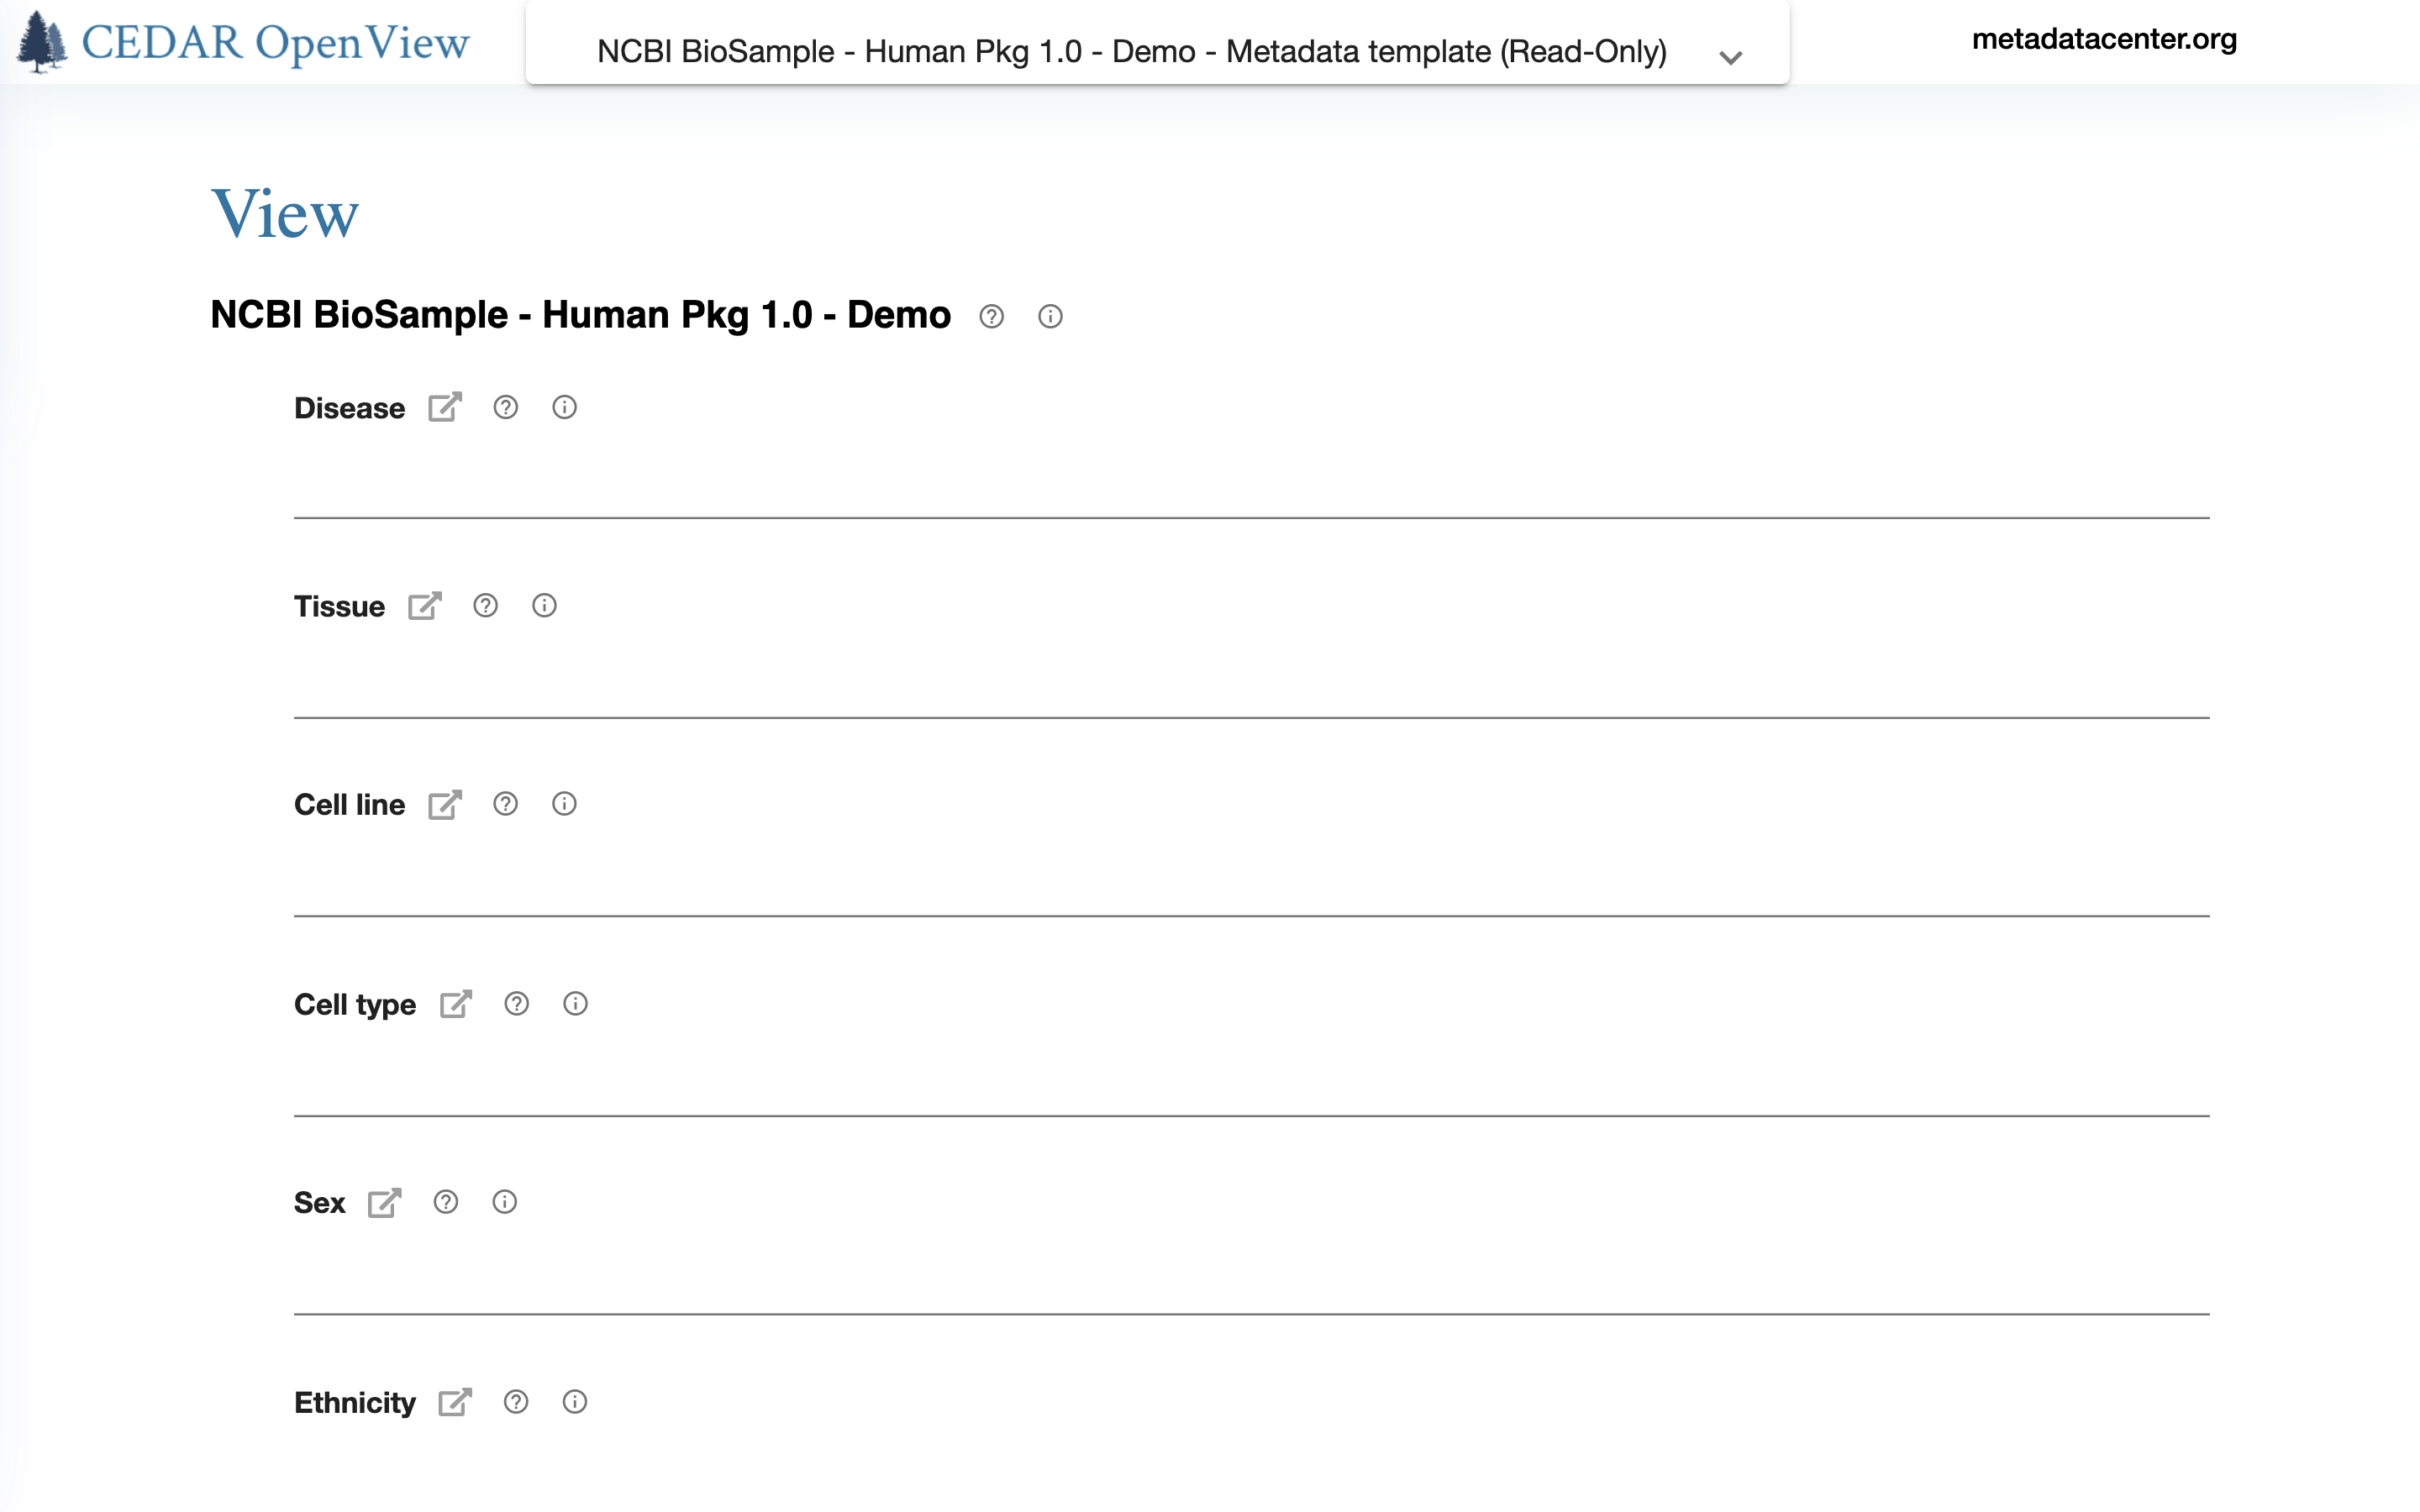 CEDAR OpenView
NCBI BioSample - Human Pkg 1.0 - Demo - Metadata template (Read-Only)
metadatacenter.org
View
NCBI BioSample - Human Pkg 1.0 - Demo
Disease
Tissue
Cell line
Cell type
Sex
Ethnicity